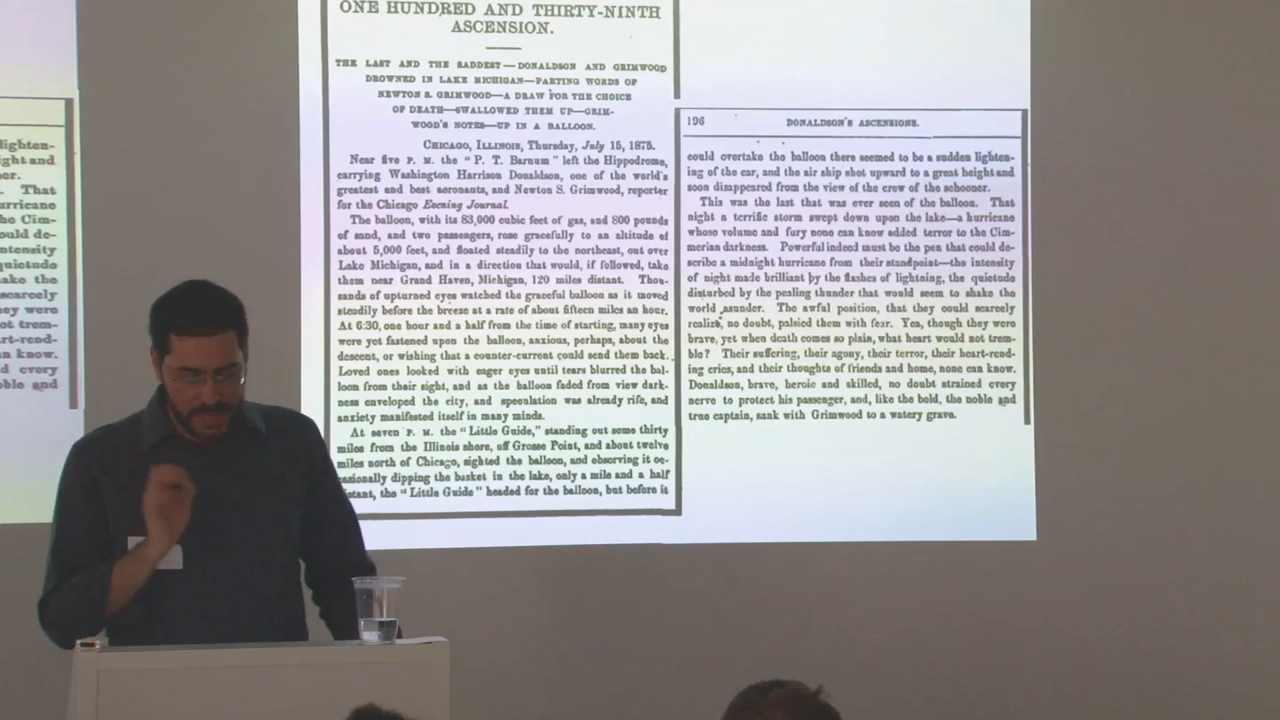 ONE HUNDRED AND THIRTY-NINTH
ASCENSION.
THE LAST AND THE SADDEST—DONALDSON AND GRIMWOOD
DROWNED IN LAKE MICHIGAN—PARTING WORDS OF
NEWTON S. GRIMWOOD—A DRAW FOR THE CHOICE
OF DEATH—SWALLOWED THEM UP—GRIM-
WOOD'S NOTES—UP IN A BALLOON.
CHICAGO, ILLINOIS, Thursday, July 15, 1875.
Near five P. M. the "P. T. Barnum" left the Hippodrome,
carrying Washington Harrison Donaldson, one of the world's
greatest and best aeronauts, and Newton S. Grimwood, reporter
for the Chicago Evening Journal.
The balloon, with its 83,000 cubic feet of gas, and 800 pounds
of sand, and two passengers, rose gracefully to an altitude of
about 5,000 feet, and floated steadily to the northeast, out over
Lake Michigan, and in a direction that would, if followed, take
them near Grand Haven, Michigan, 120 miles distant. Thou-
sands of upturned eyes watched the graceful balloon as it moved
steadily before the breeze at a rate of about fifteen miles an hour.
At 6:30, one hour and a half from the time of starting, many eyes
were yet fastened upon the balloon, anxious, perhaps, about the
descent, or wishing that a counter-current could send them back.
Loved ones looked with eager eyes until tears blurred the bal-
loon from their sight, and as the balloon faded from view dark-
ness enveloped the city, and speculation was already rife, and
anxiety manifested itself in many minds.
At seven P. M. the "Little Guide," standing out some thirty
miles from the Illinois shore, off Grosse Point, and about twelve
miles north of Chicago, sighted the balloon, and observing it oc-
casionally dipping the basket in the lake, only a mile and a half
istant, the "Little Guide" headed for the balloon, but before it
196 DONALDSON'S ASCENSIONS.
could overtake the balloon there seemed to be a sudden lighten-
ing of the car, and the air ship shot upward to a great height and
soon disappeared from the view of the crew of the schooner.
This was the last that was ever seen of the balloon. That
night a terrific storm swept down upon the lake—a hurricane
whose volume and fury none can know added terror to the Cim-
merian darkness. Powerful indeed must be the pen that could de-
scribe a midnight hurricane from their standpoint—the intensity
of night made brilliant by the flashes of lightning, the quietude
disturbed by the pealing thunder that would seem to shake the
world asunder. The awful position, that they could scarcely
realize, no doubt, palsied them with fear. Yes, though they were
brave, yet when death comes so plain, what heart would not trem-
ble? Their suffering, their agony, their terror, their heart-rend-
ing cries, and their thoughts of friends and home, none can know.
Donaldson, brave, heroic and skilled, no doubt strained every
nerve to protect his passenger, and, like the bold, the noble and
true captain, sank with Grimwood to a watery grave.
lighten-
ight and
or.
. That
urricane
he Cim-
ould de-
ntensity
quietude
ake the
scarcely
ey were
ot trem-
rt-rend-
n know.
d every
oble and